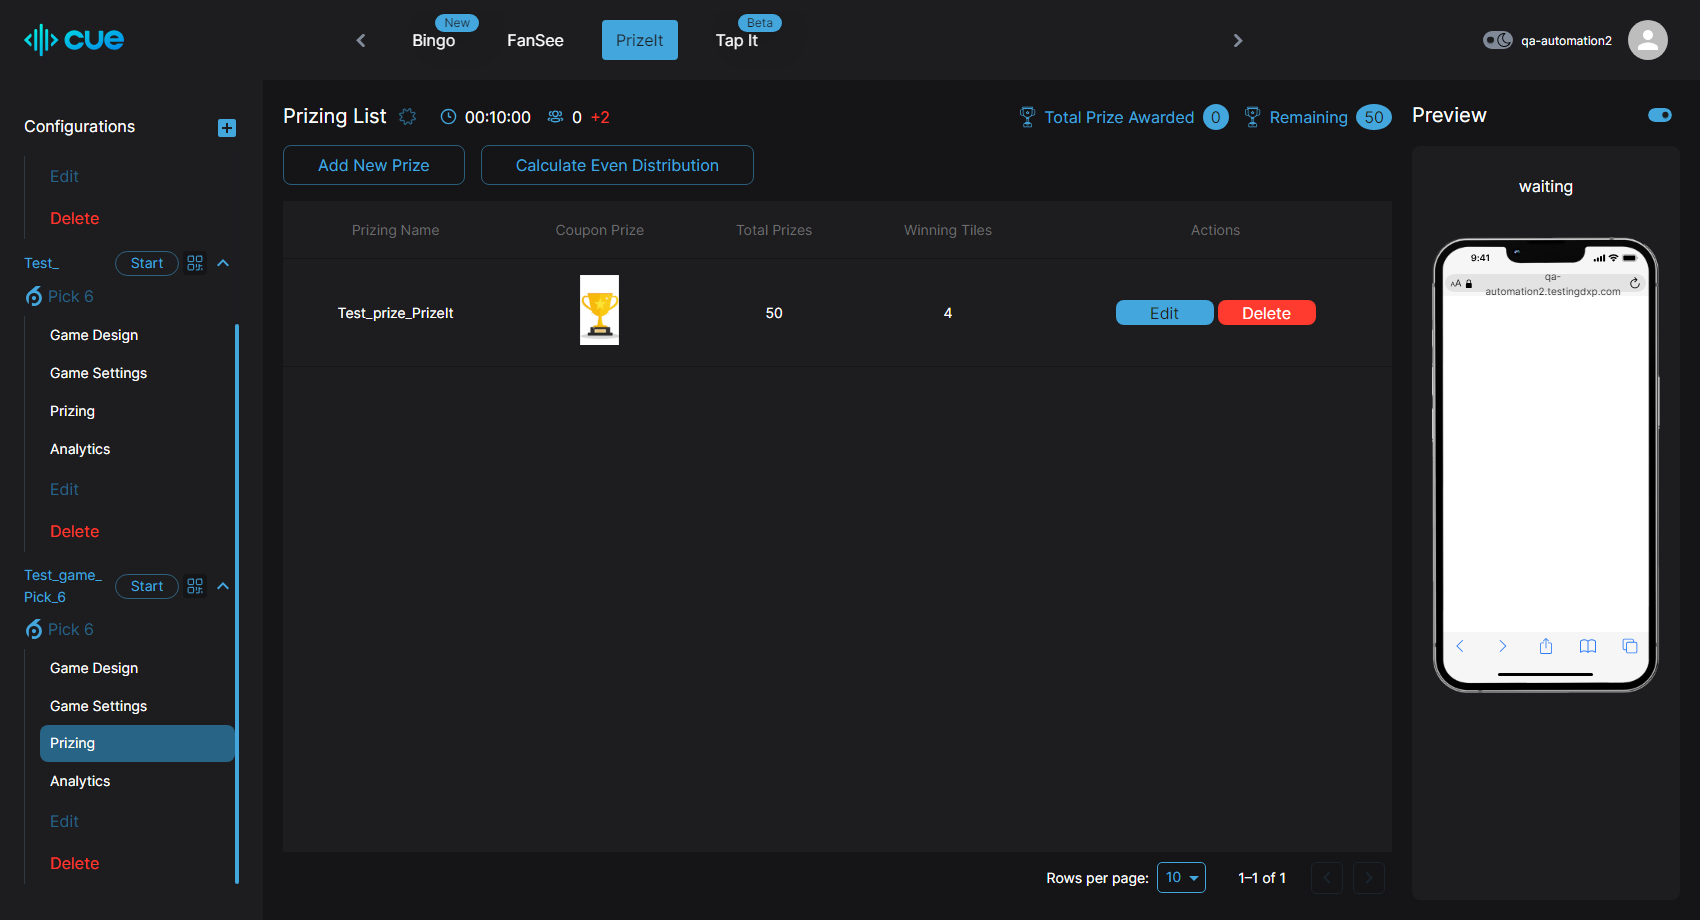 cue
New
Bingo
FanSee
PrizeIt
Beta
Tap It
qa-automation2
Configurations
Edit
Delete
Test_
Start
Pick 6
Game Design
Game Settings
Prizing
Analytics
Edit
Delete
Test_game_
Pick_6
Start
Pick 6
Game Design
Game Settings
Prizing
Analytics
Edit
Delete
Prizing List
00:10:00
0 +2
Total Prize Awarded 0
Remaining 50
Add New Prize
Calculate Even Distribution
Prizing Name Coupon Prize Total Prizes Winning Tiles Actions
Test_prize_PrizeIt 50 4 Edit Delete
Rows per page: 10 1–1 of 1
Preview
waiting
9:41
AA
qa-
automation2.testingdxp.com